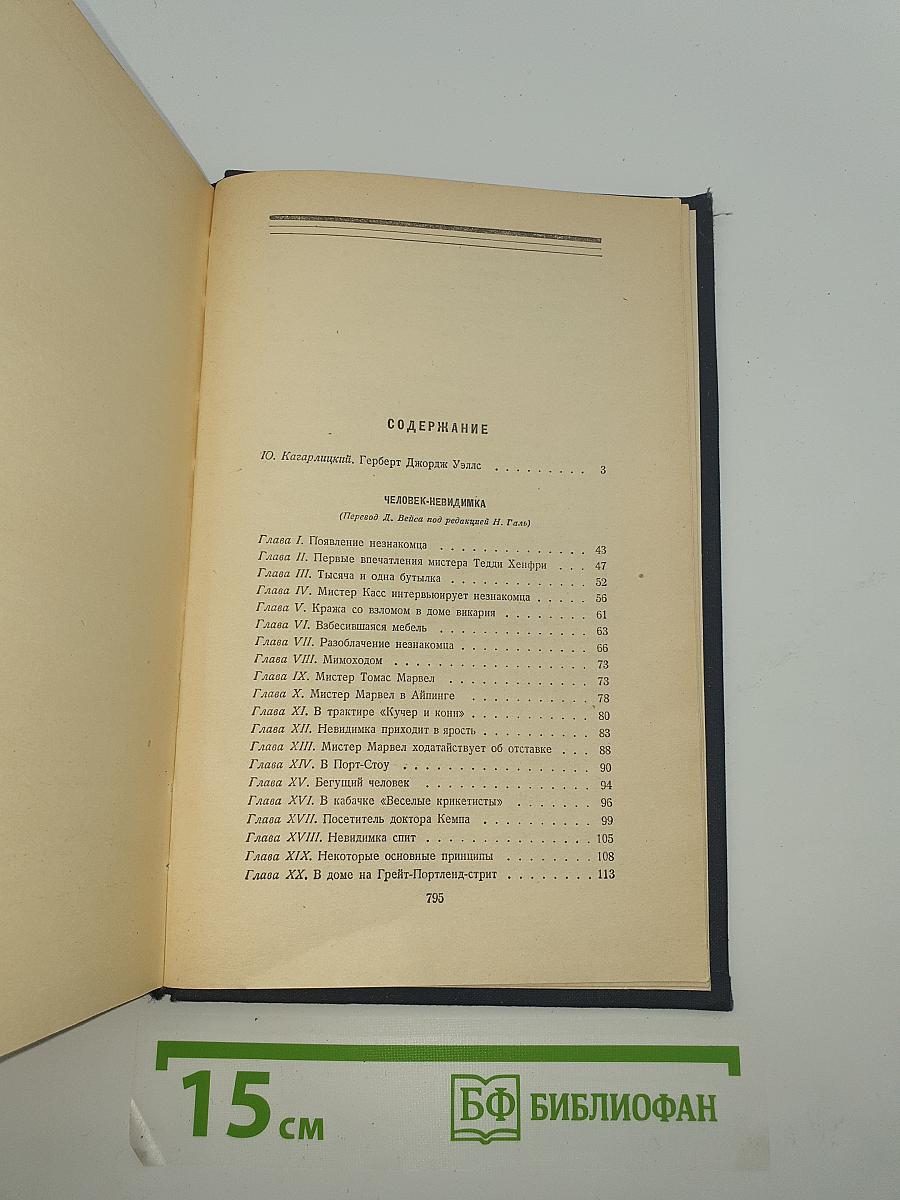 СОДЕРЖАНИЕ
Ю. Кагарлицкий. Герберт Джордж Уэллс . . . . . . . . . 3
ЧЕЛОВЕК-НЕВИДИМКА
(Перевод Д. Вейса под редакцией Н. Галь)
Глава I. Появление незнакомца . . . . . . . . . . . . . . 43
Глава II. Первые впечатления мистера Тедди Хенфри . . . 47
Глава III. Тысяча и одна бутылка . . . . . . . . . . . . . 52
Глава IV. Мистер Касс интервьюирует незнакомца . . . . . 56
Глава V. Кража со взломом в доме викария . . . . . . . . 61
Глава VI. Взбесившаяся мебель . . . . . . . . . . . . . . 63
Глава VII. Разоблачение незнакомца . . . . . . . . . . . . 66
Глава VIII. Мимоходом . . . . . . . . . . . . . . . . . . 73
Глава IX. Мистер Томас Марвел . . . . . . . . . . . . . 73
Глава X. Мистер Марвел в Айпинге . . . . . . . . . . . . 78
Глава XI. В трактире «Кучер и кони» . . . . . . . . . . . 80
Глава XII. Невидимка приходит в ярость . . . . . . . . . . 83
Глава XIII. Мистер Марвел ходатайствует об отставке . . . 88
Глава XIV. В Порт-Стоу . . . . . . . . . . . . . . . . . 90
Глава XV. Бегущий человек . . . . . . . . . . . . . . . 94
Глава XVI. В кабачке «Веселые крикетисты» . . . . . . . . 96
Глава XVII. Посетитель доктора Кемпа . . . . . . . . . . . 99
Глава XVIII. Невидимка спит . . . . . . . . . . . . . . . 105
Глава XIX. Некоторые основные принципы . . . . . . . . 108
Глава XX. В доме на Грейт-Портленд-стрит . . . . . . . . 113
795
15 см
БФ БИБЛИОФАН